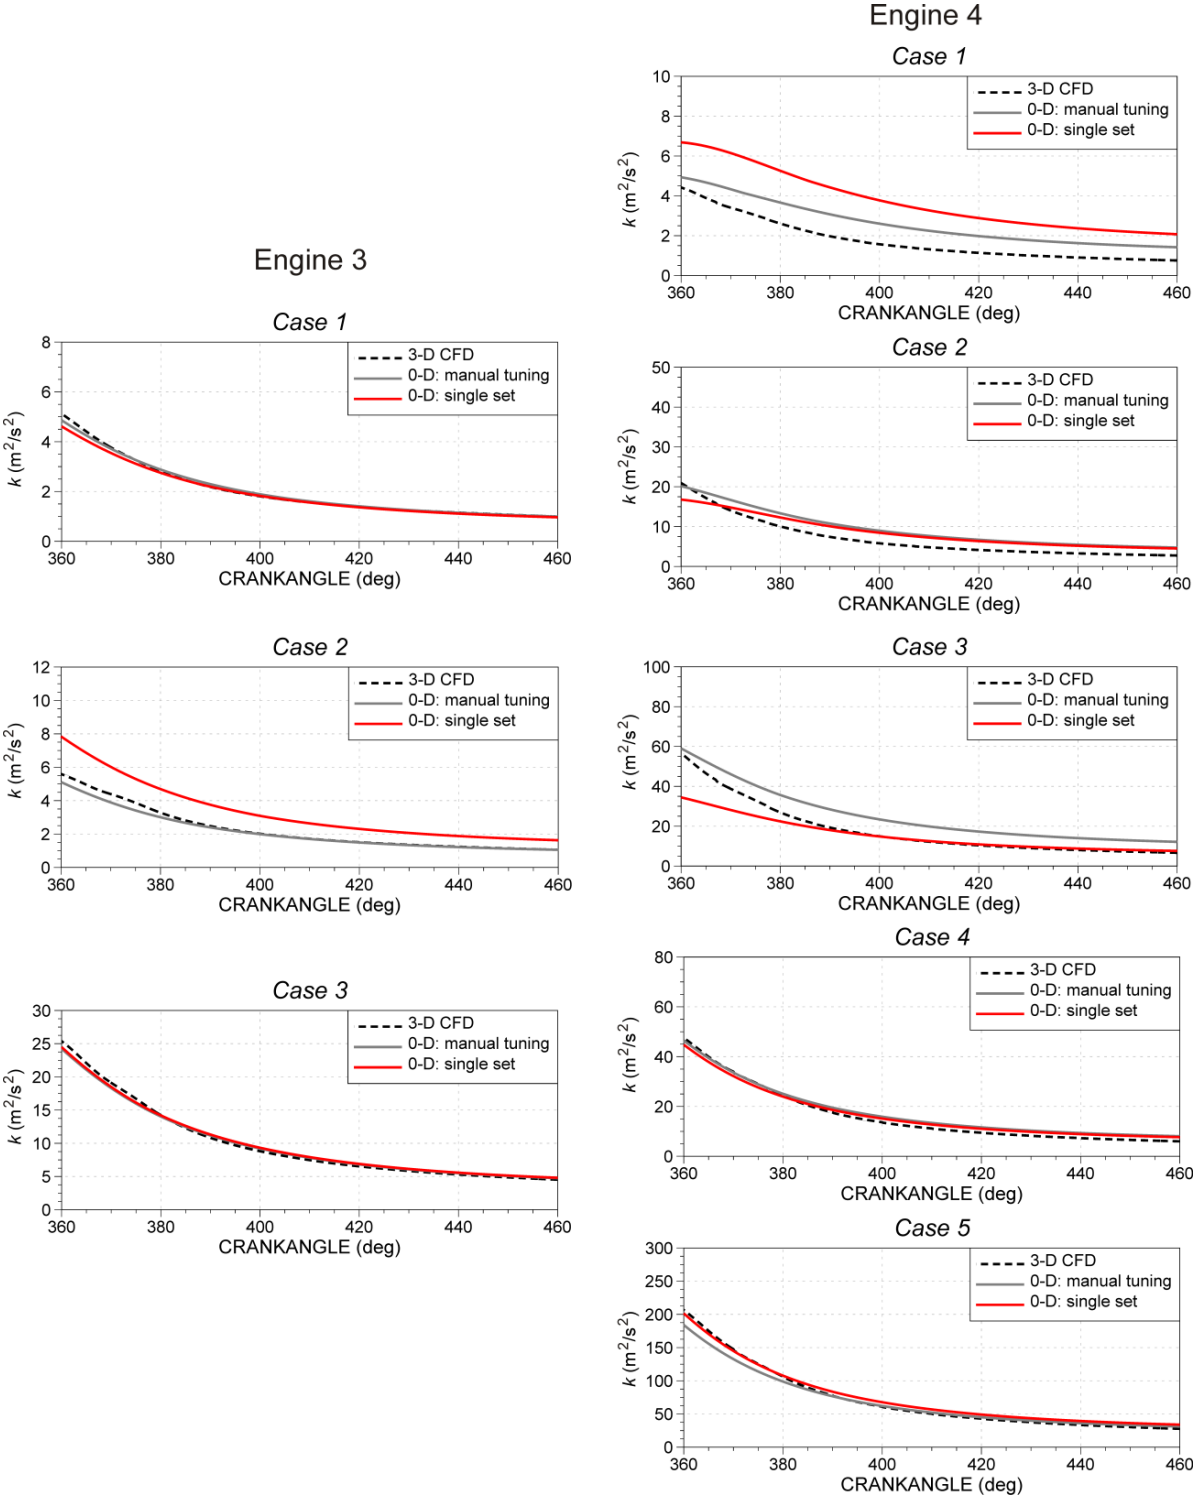 Engine 3
Case 1
8
6
4
2
0
k (m²/s²)
3-D CFD
0-D: manual tuning
0-D: single set
360 380 400 420 440 460
CRANKANGLE (deg)
Case 2
12
10
8
6
4
2
0
k (m²/s²)
3-D CFD
0-D: manual tuning
0-D: single set
360 380 400 420 440 460
CRANKANGLE (deg)
Case 3
30
25
20
15
10
5
0
k (m²/s²)
3-D CFD
0-D: manual tuning
0-D: single set
360 380 400 420 440 460
CRANKANGLE (deg)
Engine 4
Case 1
10
8
6
4
2
0
k (m²/s²)
3-D CFD
0-D: manual tuning
0-D: single set
360 380 400 420 440 460
CRANKANGLE (deg)
Case 2
50
40
30
20
10
0
k (m²/s²)
3-D CFD
0-D: manual tuning
0-D: single set
360 380 400 420 440 460
CRANKANGLE (deg)
Case 3
100
80
60
40
20
0
k (m²/s²)
3-D CFD
0-D: manual tuning
0-D: single set
360 380 400 420 440 460
CRANKANGLE (deg)
Case 4
80
60
40
20
0
k (m²/s²)
3-D CFD
0-D: manual tuning
0-D: single set
360 380 400 420 440 460
CRANKANGLE (deg)
Case 5
300
250
200
150
100
50
0
k (m²/s²)
3-D CFD
0-D: manual tuning
0-D: single set
360 380 400 420 440 460
CRANKANGLE (deg)